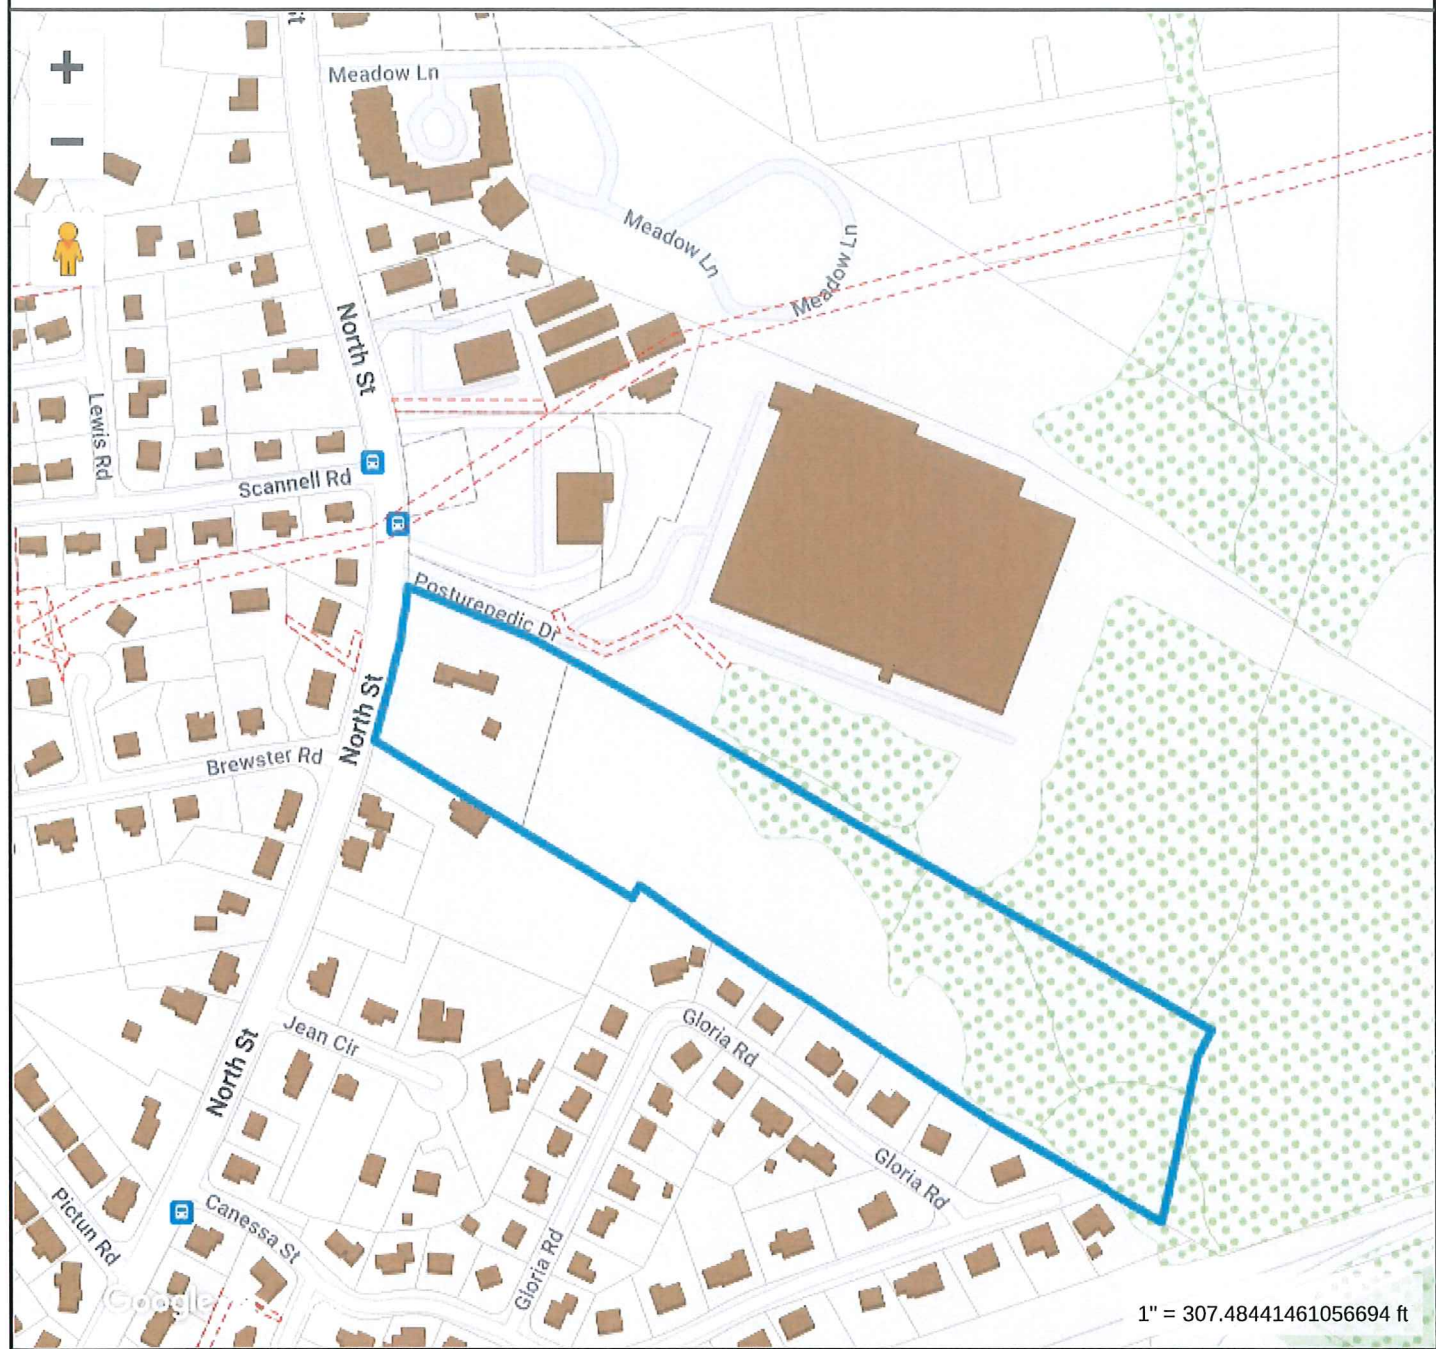 it
Meadow Ln
Meadow Ln
Meadow Ln
North St
Lewis Rd
Scannell Rd
Posturepedic Dr
North St
Brewster Rd
Gloria Rd
Jean Cir
North St
Gloria Rd
Pictun Rd
Canessa St
Gloria Rd
Google
1" = 307.48441461056694 ft